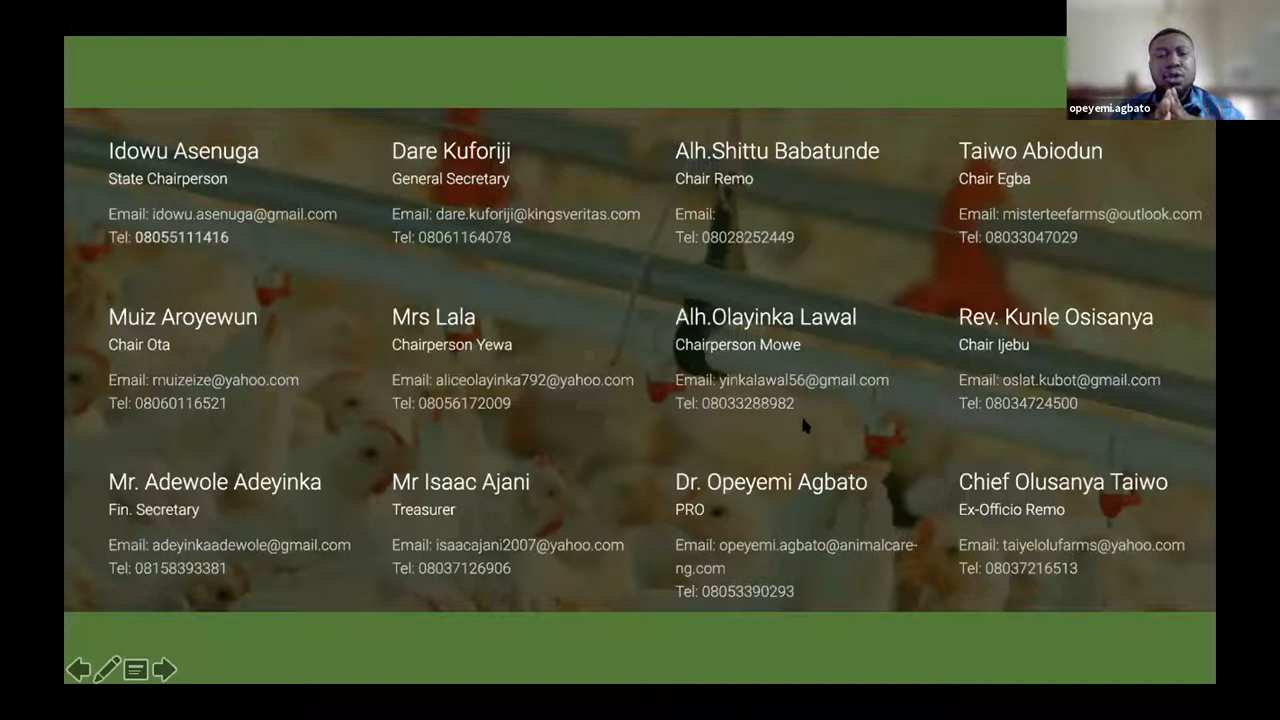 opeyemi.agbato
Idowu Asenuga
State Chairperson
Email: idowu.asenuga@gmail.com
Tel: 08055111416
Dare Kuforiji
General Secretary
Email: dare.kuforiji@kingsveritas.com
Tel: 08061164078
Alh.Shittu Babatunde
Chair Remo
Email:
Tel: 08028252449
Taiwo Abiodun
Chair Egba
Email: misterteefarms@outlook.com
Tel: 08033047029
Muiz Aroyewun
Chair Ota
Email: muizeize@yahoo.com
Tel: 08060116521
Mrs Lala
Chairperson Yewa
Email: aliceolayinka792@yahoo.com
Tel: 08056172009
Alh.Olayinka Lawal
Chairperson Mowe
Email: yinkalawal56@gmail.com
Tel: 08033288982
Rev. Kunle Osisanya
Chair Ijebu
Email: oslat.kubot@gmail.com
Tel: 08034724500
Mr. Adewole Adeyinka
Fin. Secretary
Email: adeyinkaadewole@gmail.com
Tel: 08158393381
Mr Isaac Ajani
Treasurer
Email: isaacajani2007@yahoo.com
Tel: 08037126906
Dr. Opeyemi Agbato
PRO
Email: opeyemi.agbato@animalcare-
ng.com
Tel: 08053390293
Chief Olusanya Taiwo
Ex-Officio Remo
Email: taiyelolufarms@yahoo.com
Tel: 08037216513